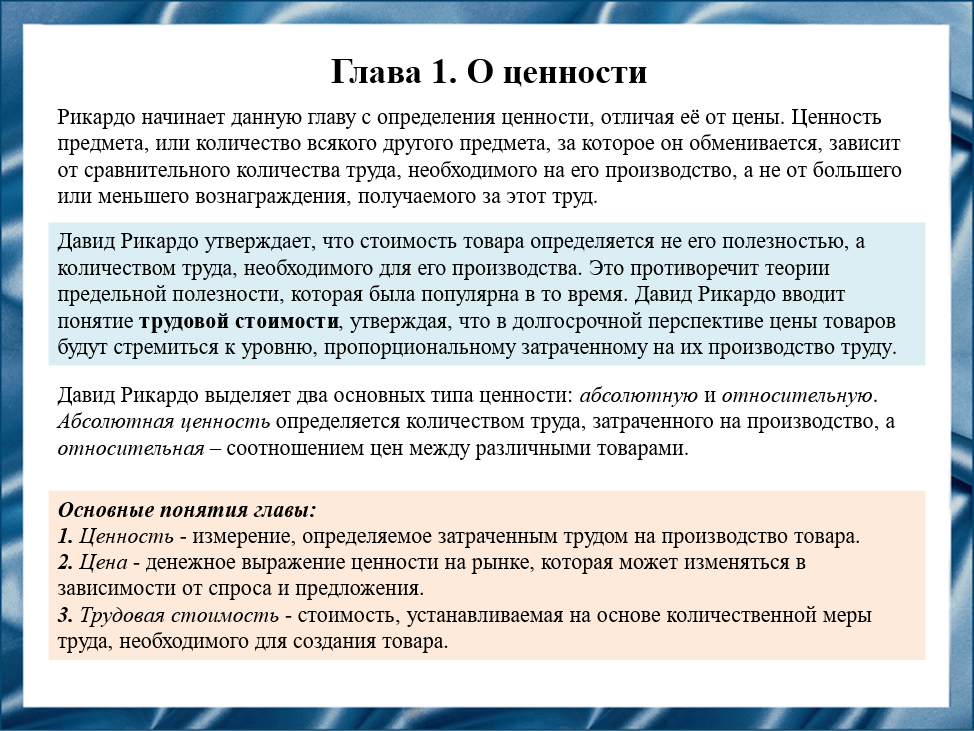 Глава 1. О ценности
Рикардо начинает данную главу с определения ценности, отличая её от цены. Ценность
предмета, или количество всякого другого предмета, за которое он обменивается, зависит
от сравнительного количества труда, необходимого на его производство, а не от большего
или меньшего вознаграждения, получаемого за этот труд.
Давид Рикардо утверждает, что стоимость товара определяется не его полезностью, а
количеством труда, необходимого для его производства. Это противоречит теории
предельной полезности, которая была популярна в то время. Давид Рикардо вводит
понятие трудовой стоимости, утверждая, что в долгосрочной перспективе цены товаров
будут стремиться к уровню, пропорциональному затраченному на их производство труду.
Давид Рикардо выделяет два основных типа ценности: абсолютную и относительную.
Абсолютная ценность определяется количеством труда, затраченного на производство, а
относительная – соотношением цен между различными товарами.
Основные понятия главы:
1. Ценность - измерение, определяемое затраченным трудом на производство товара.
2. Цена - денежное выражение ценности на рынке, которая может изменяться в
зависимости от спроса и предложения.
3. Трудовая стоимость - стоимость, устанавливаемая на основе количественной меры
труда, необходимого для создания товара.